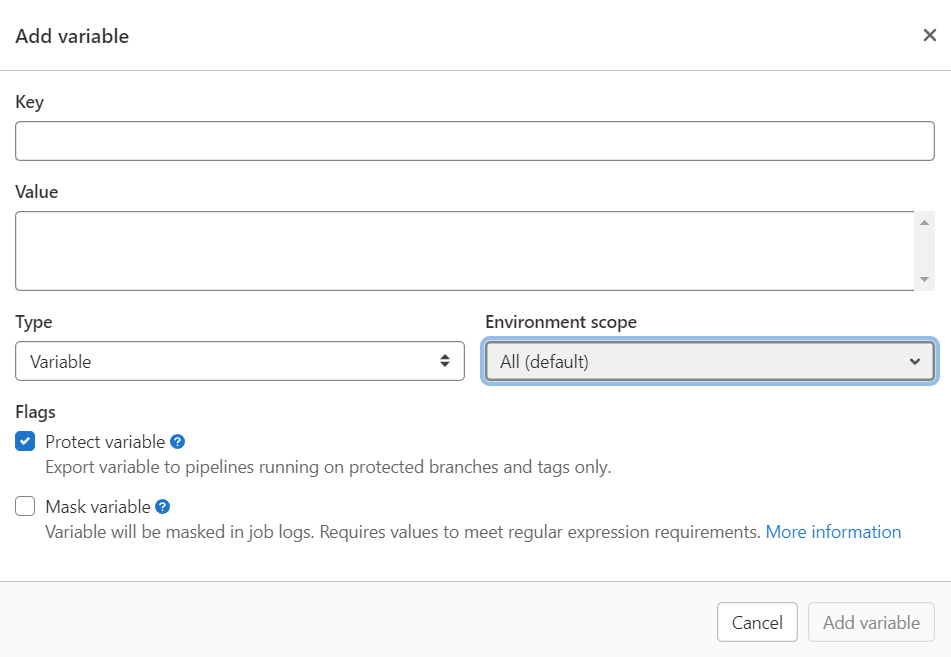 Add variable
Key
Value
Type
Environment scope
Variable
All (default)
Flags
Protect variable ?
Export variable to pipelines running on protected branches and tags only.
Mask variable ?
Variable will be masked in job logs. Requires values to meet regular expression requirements. More information
Cancel
Add variable